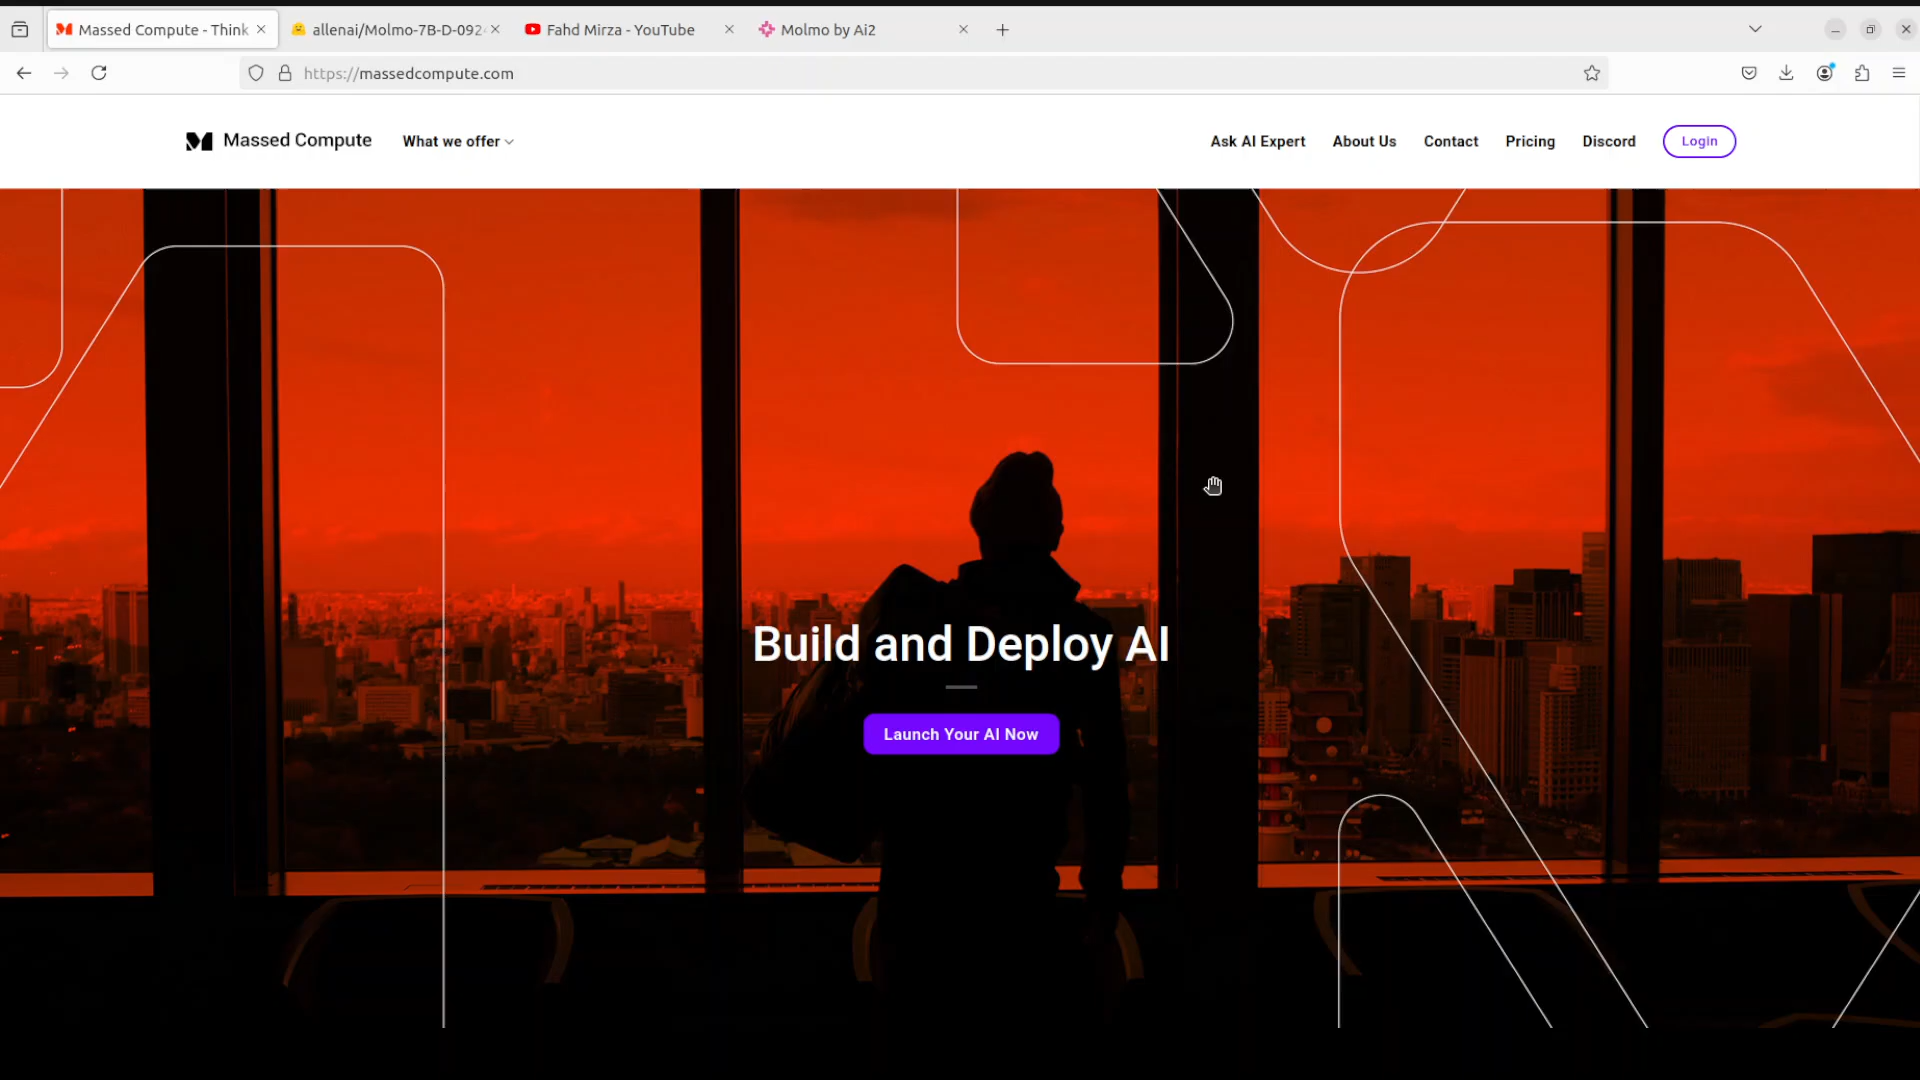 Massed Compute - Think
allenai/Molmo-7B-D-092
Fahd Mirza - YouTube
Molmo by Ai2
https://massedcompute.com
Massed Compute
What we offer
Ask AI Expert
About Us
Contact
Pricing
Discord
Login
Build and Deploy AI
Launch Your AI Now